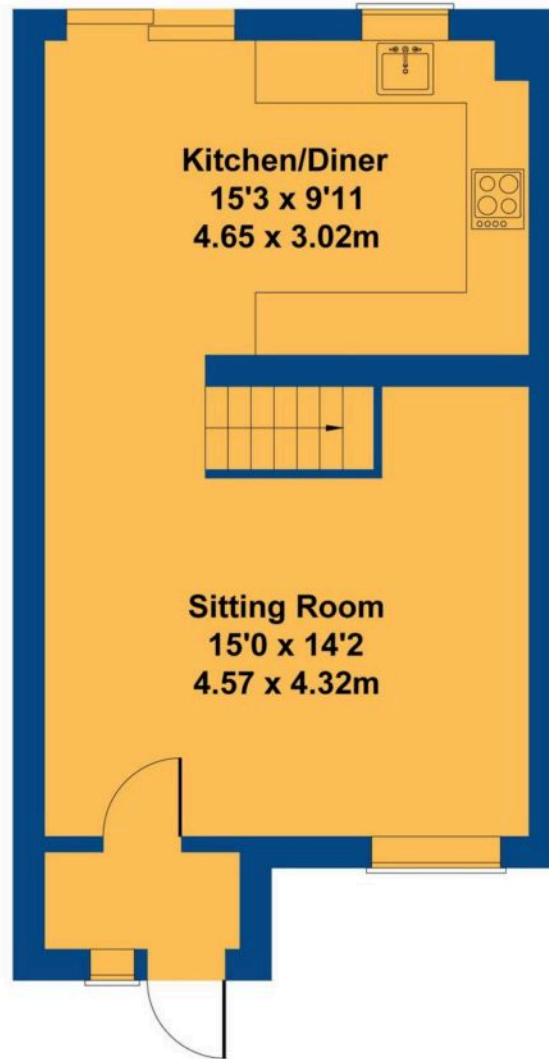 Kitchen/Diner
15'3 x 9'11
4.65 x 3.02m
Sitting Room
15'0 x 14'2
4.57 x 4.32m